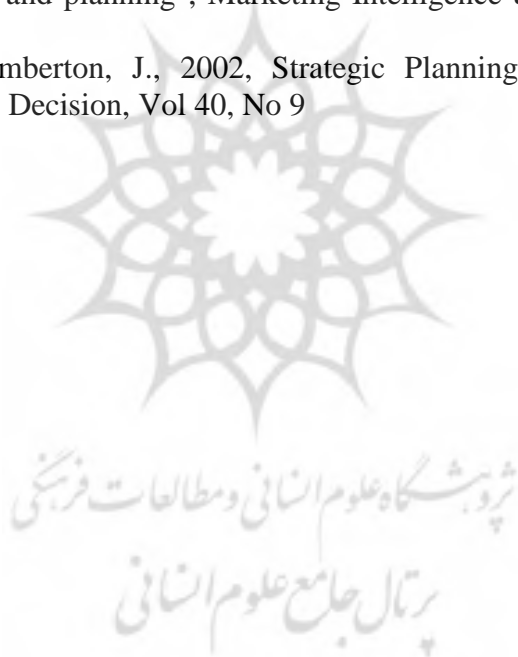 and planning", Marketing Intelligence
mberton, J., 2002, Strategic Planning
Decision, Vol 40, No 9
پژوهشگاه علوم انسانی و مطالعات فرهنگی
پرتال جامع علوم انسانی